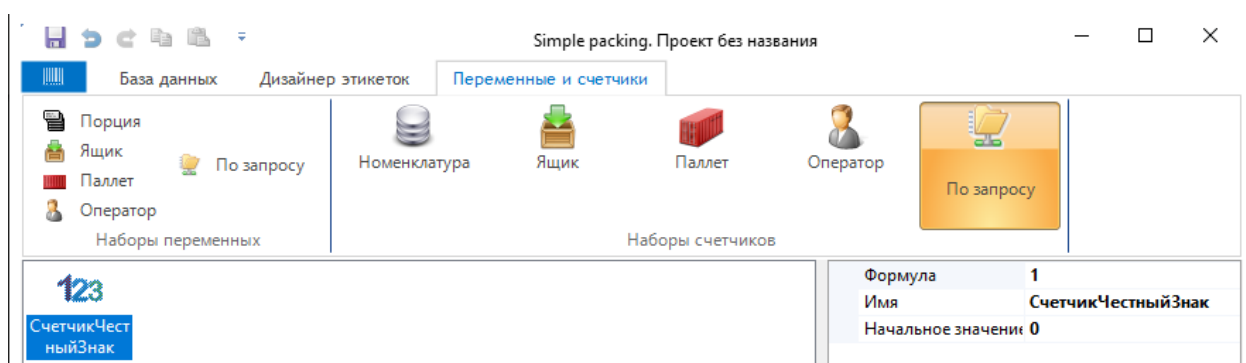 Simple packing. Проект без названия
База данных Дизайнер этикеток Переменные и счетчики
Порция
Ящик
Паллет
Оператор
По запросу
Наборы переменных
Номенклатура
Ящик
Паллет
Оператор
По запросу
Наборы счетчиков
123
СчетчикЧест
ныйЗнак
Формула 1
Имя СчетчикЧестныйЗнак
Начальное значение 0